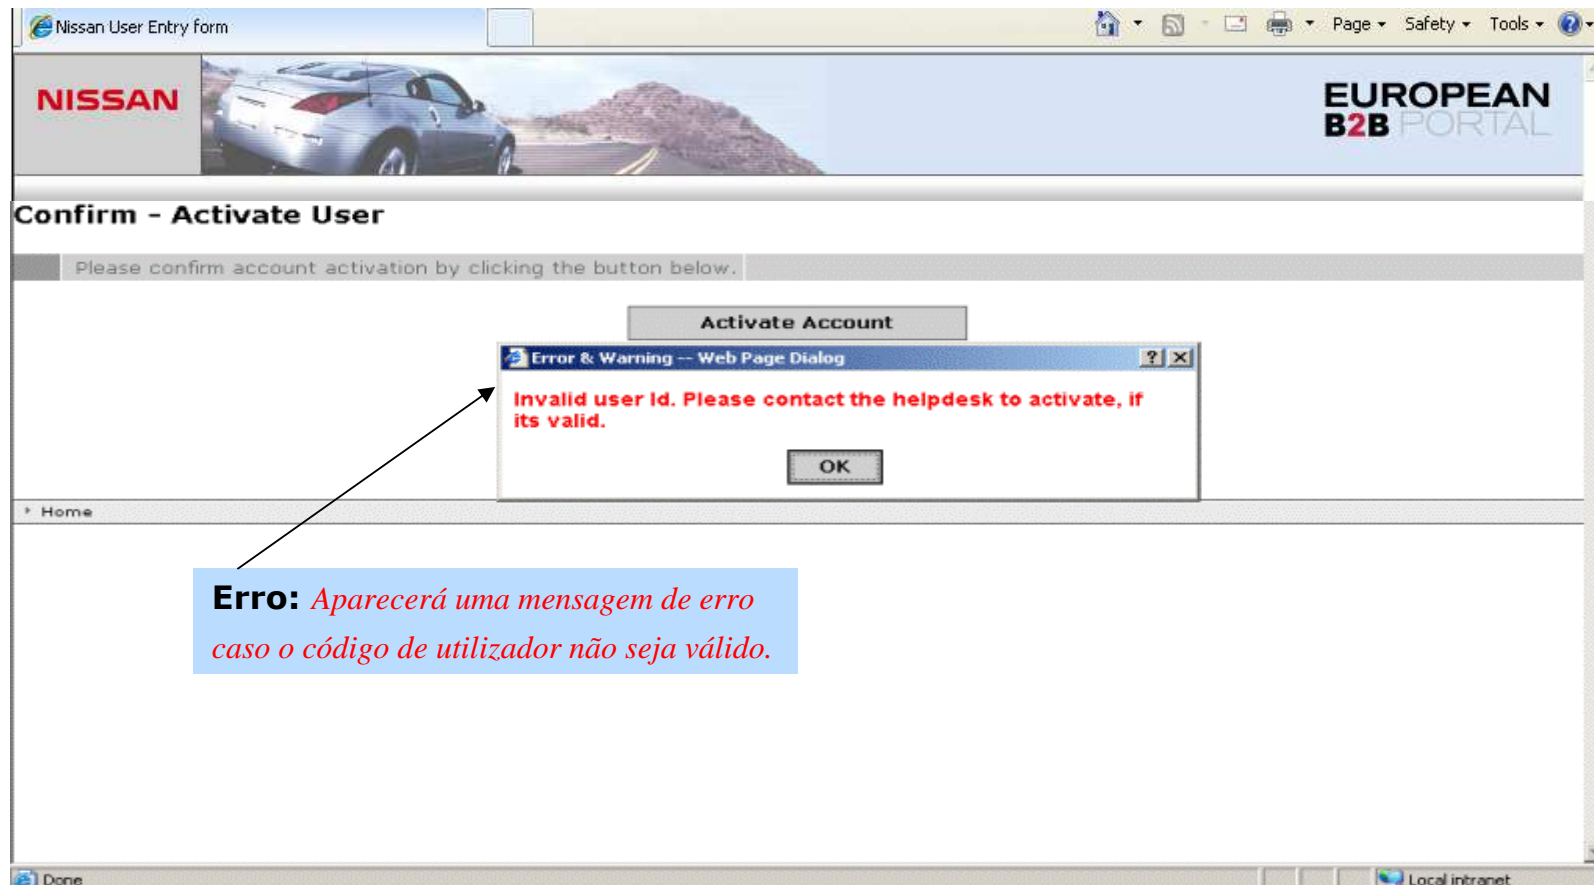 Nissan User Entry form
Page Safety Tools
NISSAN
EUROPEAN
B2B PORTAL
Confirm - Activate User
Please confirm account activation by clicking the button below.
Activate Account
Error & Warning -- Web Page Dialog
Invalid user Id. Please contact the helpdesk to activate, if
its valid.
OK
Home
Erro: Aparecerá uma mensagem de erro
caso o código de utilizador não seja válido.
Done
Local intranet